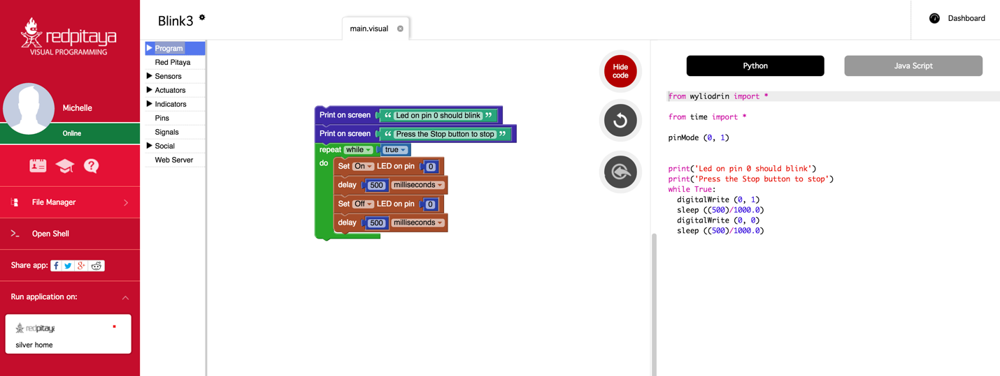 redpitaya
VISUAL PROGRAMMING
Michelle
Online
File Manager
Open Shell
Share app:
Run application on:
redpitaya
silver home
Blink3
main.visual
Dashboard
Program
Red Pitaya
Sensors
Actuators
Indicators
Pins
Signals
Social
Web Server
Print on screen “ Led on pin 0 should blink ”
Print on screen “ Press the Stop button to stop ”
repeat while true
do
Set On LED on pin 0
delay 500 milliseconds
Set Off LED on pin 0
delay 500 milliseconds
Hide
code
Python
Java Script
from wyliodrin import *
from time import *
pinMode (0, 1)
print('Led on pin 0 should blink')
print('Press the Stop button to stop')
while True:
digitalWrite (0, 1)
sleep ((500)/1000.0)
digitalWrite (0, 0)
sleep ((500)/1000.0)